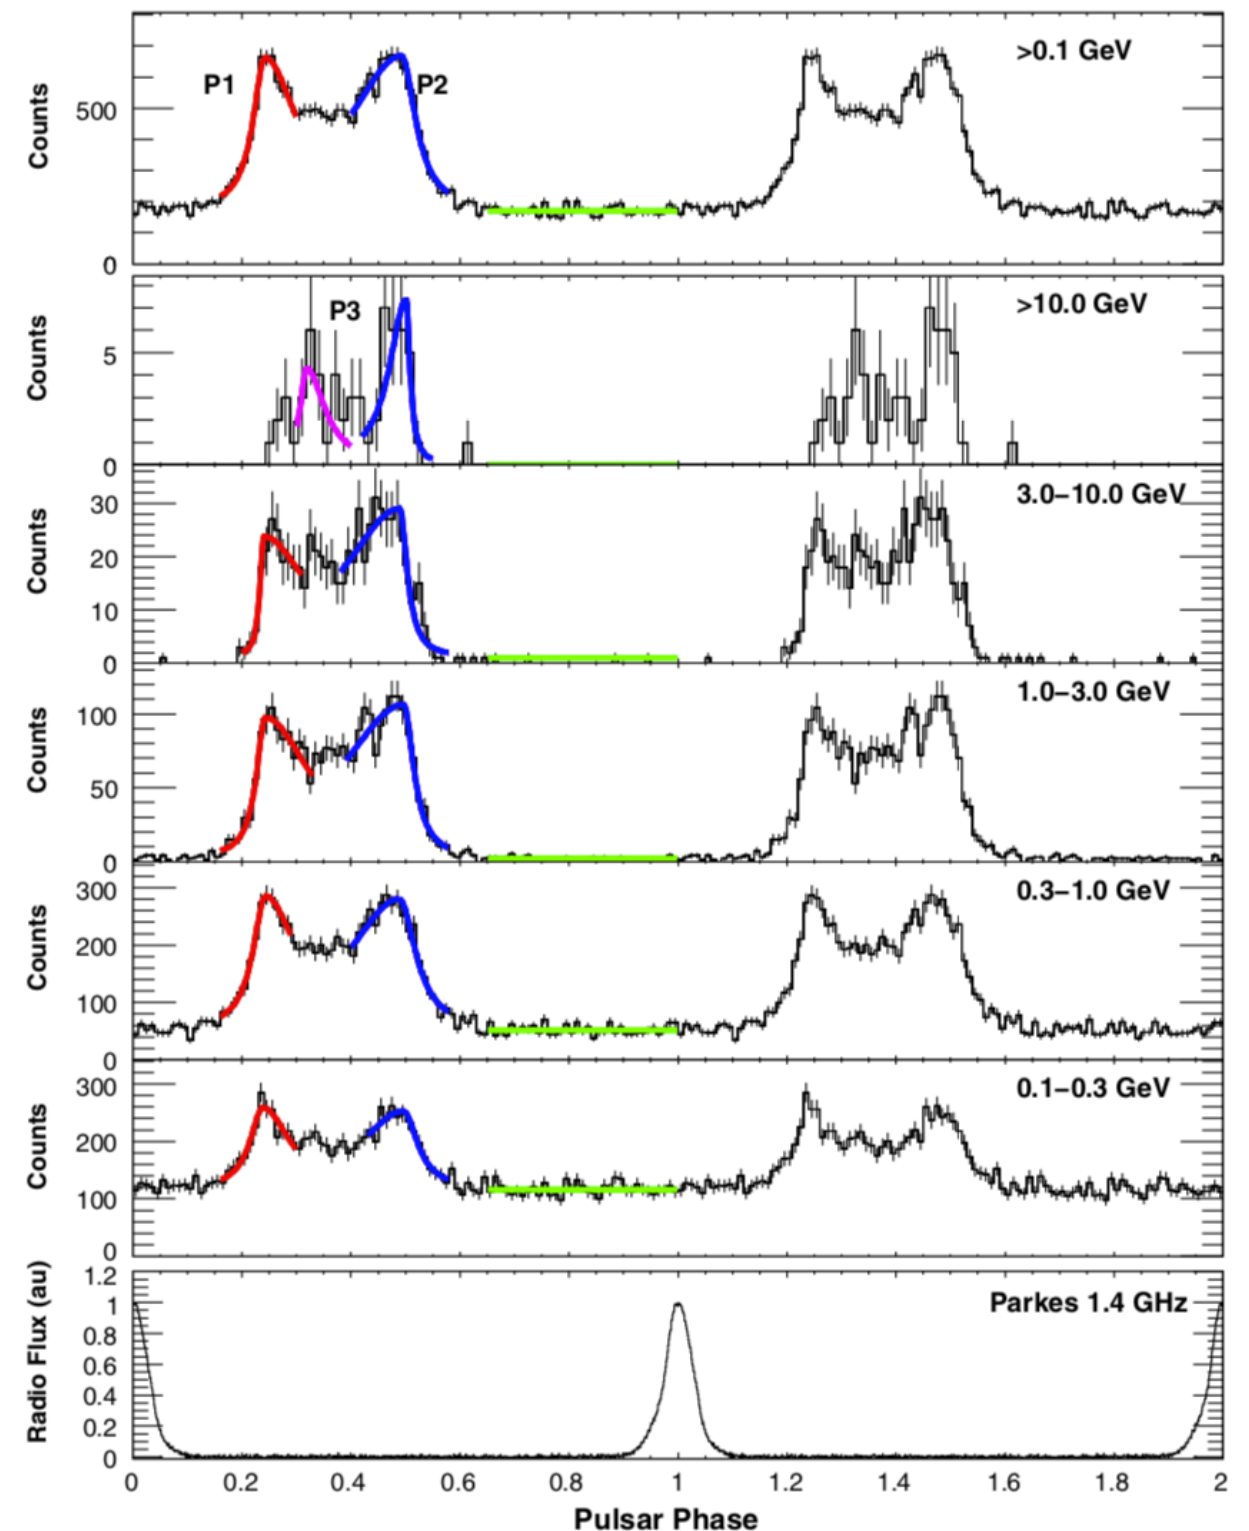 >0.1 GeV
P1
P2
Counts
500
0
>10.0 GeV
P3
Counts
5
0
3.0–10.0 GeV
Counts
30
20
10
0
1.0–3.0 GeV
Counts
100
50
0
0.3–1.0 GeV
Counts
300
200
100
0
0.1–0.3 GeV
Counts
300
200
100
0
Parkes 1.4 GHz
Radio Flux (au)
1.2
1
0.8
0.6
0.4
0.2
0
0 0.2 0.4 0.6 0.8 1 1.2 1.4 1.6 1.8 2
Pulsar Phase